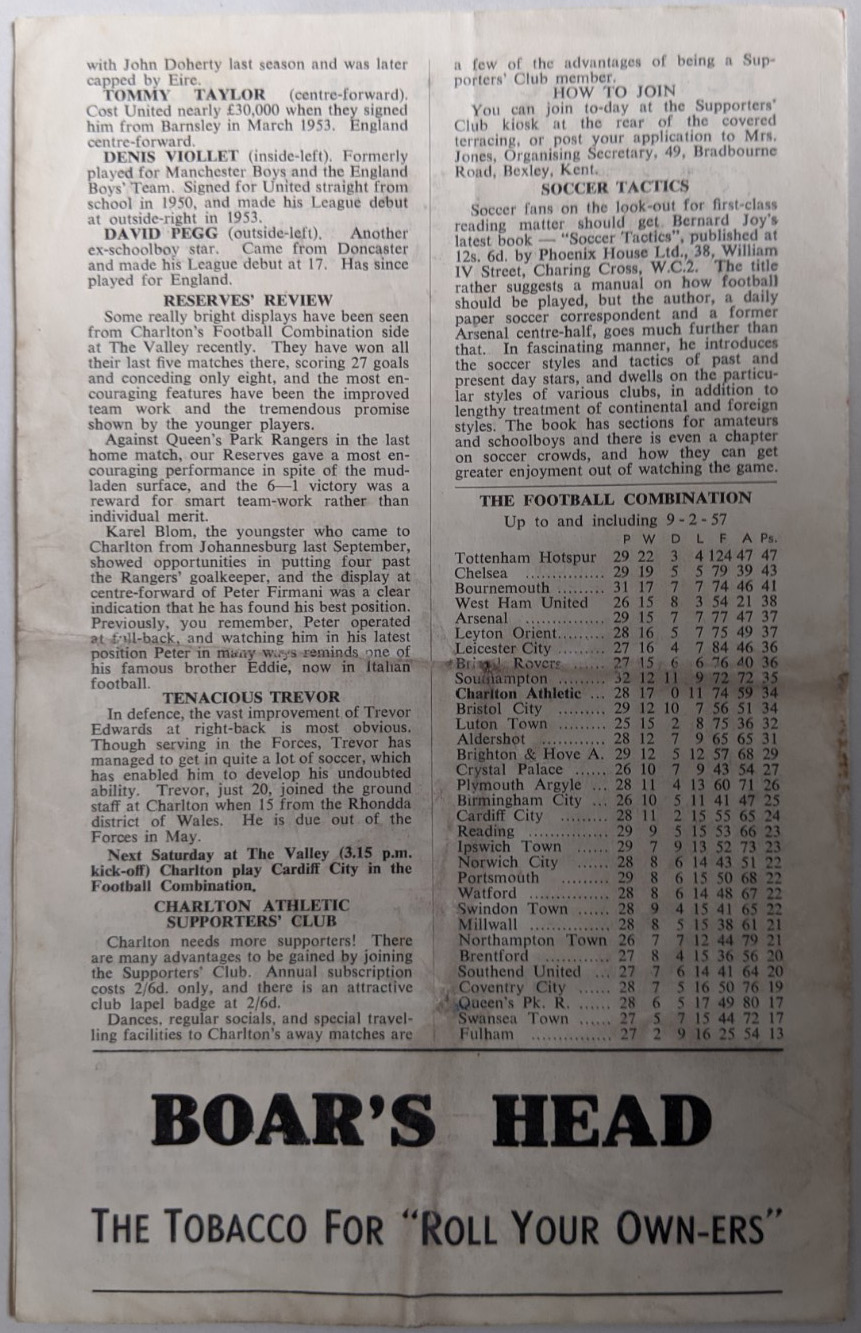 with John Doherty last season and was later
capped by Eire.
TOMMY TAYLOR (centre-forward).
Cost United nearly £30,000 when they signed
him from Barnsley in March 1953. England
centre-forward.
DENIS VIOLLET (inside-left). Formerly
played for Manchester Boys and the England
Boys' Team. Signed for United straight from
school in 1950, and made his League debut
at outside-right in 1953.
DAVID PEGG (outside-left). Another
ex-schoolboy star. Came from Doncaster
and made his League debut at 17. Has since
played for England.
RESERVES' REVIEW
Some really bright displays have been seen
from Charlton's Football Combination side
at The Valley recently. They have won all
their last five matches there, scoring 27 goals
and conceding only eight, and the most en-
couraging features have been the improved
team work and the tremendous promise
shown by the younger players.
Against Queen's Park Rangers in the last
home match, our Reserves gave a most en-
couraging performance in spite of the mud-
laden surface, and the 6—1 victory was a
reward for smart team-work rather than
individual merit.
Karel Blom, the youngster who came to
Charlton from Johannesburg last September,
showed opportunities in putting four past
the Rangers' goalkeeper, and the display at
centre-forward of Peter Firmani was a clear
indication that he has found his best position.
Previously, you remember, Peter operated
at full-back, and watching him in his latest
position Peter in many ways reminds one of
his famous brother Eddie, now in Italian
football.
TENACIOUS TREVOR
In defence, the vast improvement of Trevor
Edwards at right-back is most obvious.
Though serving in the Forces, Trevor has
managed to get in quite a lot of soccer, which
has enabled him to develop his undoubted
ability. Trevor, just 20, joined the ground
staff at Charlton when 15 from the Rhondda
district of Wales. He is due out of the
Forces in May.
Next Saturday at The Valley (3.15 p.m.
kick-off) Charlton play Cardiff City in the
Football Combination.
CHARLTON ATHLETIC
SUPPORTERS' CLUB
Charlton needs more supporters! There
are many advantages to be gained by joining
the Supporters' Club. Annual subscription
costs 2/6d. only, and there is an attractive
club lapel badge at 2/6d.
Dances, regular socials, and special travel-
ling facilities to Charlton's away matches are
a few of the advantages of being a Sup-
porters' Club member.
HOW TO JOIN
You can join to-day at the Supporters'
Club kiosk at the rear of the covered
terracing, or post your application to Mrs.
Jones, Organising Secretary, 49, Bradbourne
Road, Bexley, Kent.
SOCCER TACTICS
Soccer fans on the look-out for first-class
reading matter should get Bernard Joy's
latest book — "Soccer Tactics", published at
12s. 6d. by Phoenix House Ltd., 38, William
IV Street, Charing Cross, W.C.2. The title
rather suggests a manual on how football
should be played, but the author, a daily
paper soccer correspondent and a former
Arsenal centre-half, goes much further than
that. In fascinating manner, he introduces
the soccer styles and tactics of past and
present day stars, and dwells on the particu-
lar styles of various clubs, in addition to
lengthy treatment of continental and foreign
styles. The book has sections for amateurs
and schoolboys and there is even a chapter
on soccer crowds, and how they can get
greater enjoyment out of watching the game.
THE FOOTBALL COMBINATION
Up to and including 9-2-57
P W D L F A Ps.
Tottenham Hotspur 29 22 3 4 124 47 47
Chelsea ............... 29 19 5 5 79 39 43
Bournemouth ......... 31 17 7 7 74 46 41
West Ham United 26 15 8 3 54 21 38
Arsenal ............... 29 15 7 7 77 47 37
Leyton Orient......... 28 16 5 7 75 49 37
Leicester City ......... 27 16 4 7 84 46 36
Bristol Rovers ......... 27 15 6 6 76 40 36
Southampton ......... 32 12 11 9 72 72 35
Charlton Athletic ... 28 17 0 11 74 59 34
Bristol City ............ 29 12 10 7 56 51 34
Luton Town ......... 25 15 2 8 75 36 32
Aldershot ............ 28 12 7 9 65 65 31
Brighton & Hove A. 29 12 5 12 57 68 29
Crystal Palace ...... 26 10 7 9 43 54 27
Plymouth Argyle ... 28 11 4 13 60 71 26
Birmingham City ... 26 10 5 11 41 47 25
Cardiff City ......... 28 11 2 15 55 65 24
Reading ............... 29 9 5 15 53 66 23
Ipswich Town ...... 29 7 9 13 52 73 23
Norwich City ...... 28 8 6 14 43 51 22
Portsmouth ......... 29 8 6 15 50 68 22
Watford ............... 28 8 6 14 48 67 22
Swindon Town ...... 28 9 4 15 41 65 22
Millwall ............... 28 8 5 15 38 61 21
Northampton Town 26 7 7 12 44 79 21
Brentford ............ 27 8 4 15 36 56 20
Southend United ... 27 7 6 14 41 64 20
Coventry City ...... 28 7 5 16 50 76 19
Queen's Pk. R. ...... 28 6 5 17 49 80 17
Swansea Town ...... 27 5 7 15 44 72 17
Fulham ............... 27 2 9 16 25 54 13
BOAR'S HEAD
THE TOBACCO FOR "ROLL YOUR OWN-ERS"